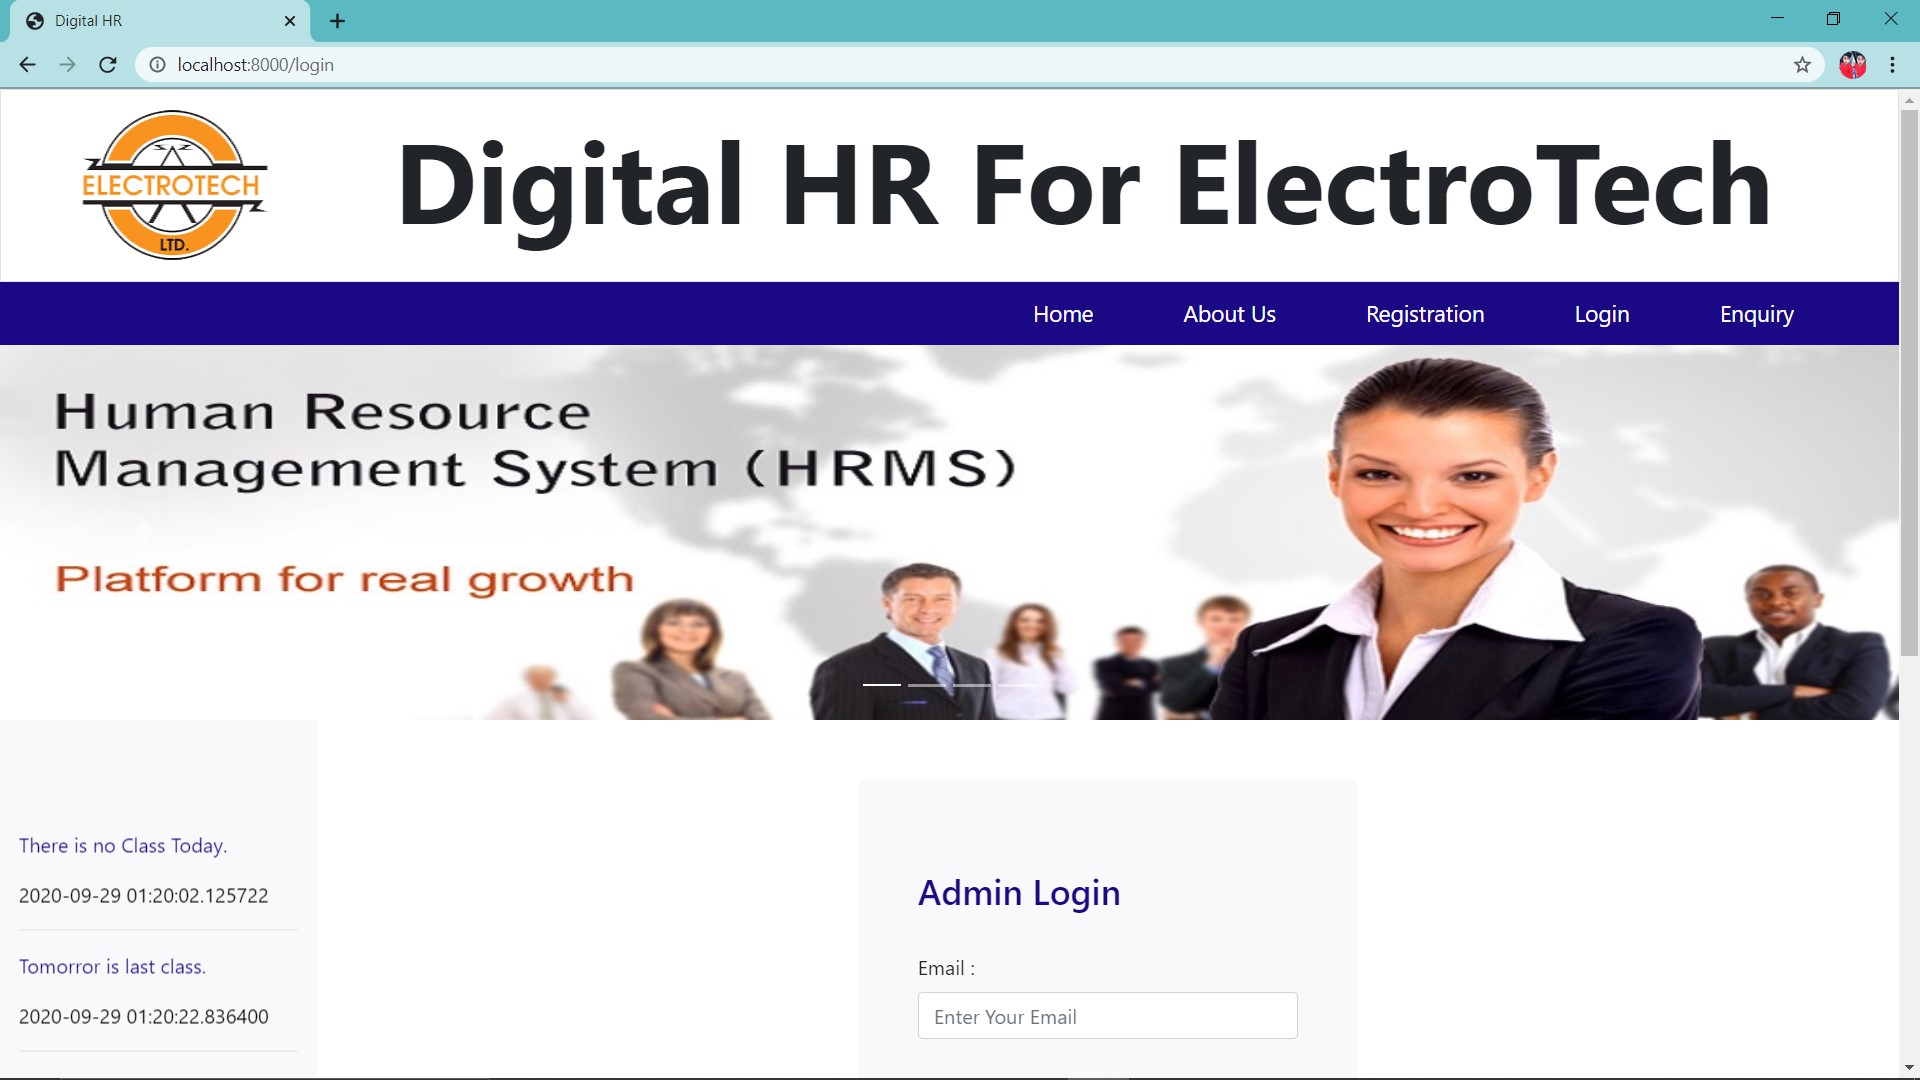 Digital HR
localhost:8000/login
ELECTROTECH
LTD.
Digital HR For ElectroTech
Home About Us Registration Login Enquiry
Human Resource
Management System (HRMS)
Platform for real growth
There is no Class Today.
2020-09-29 01:20:02.125722
Tomorror is last class.
2020-09-29 01:20:22.836400
Admin Login
Email :
Enter Your Email